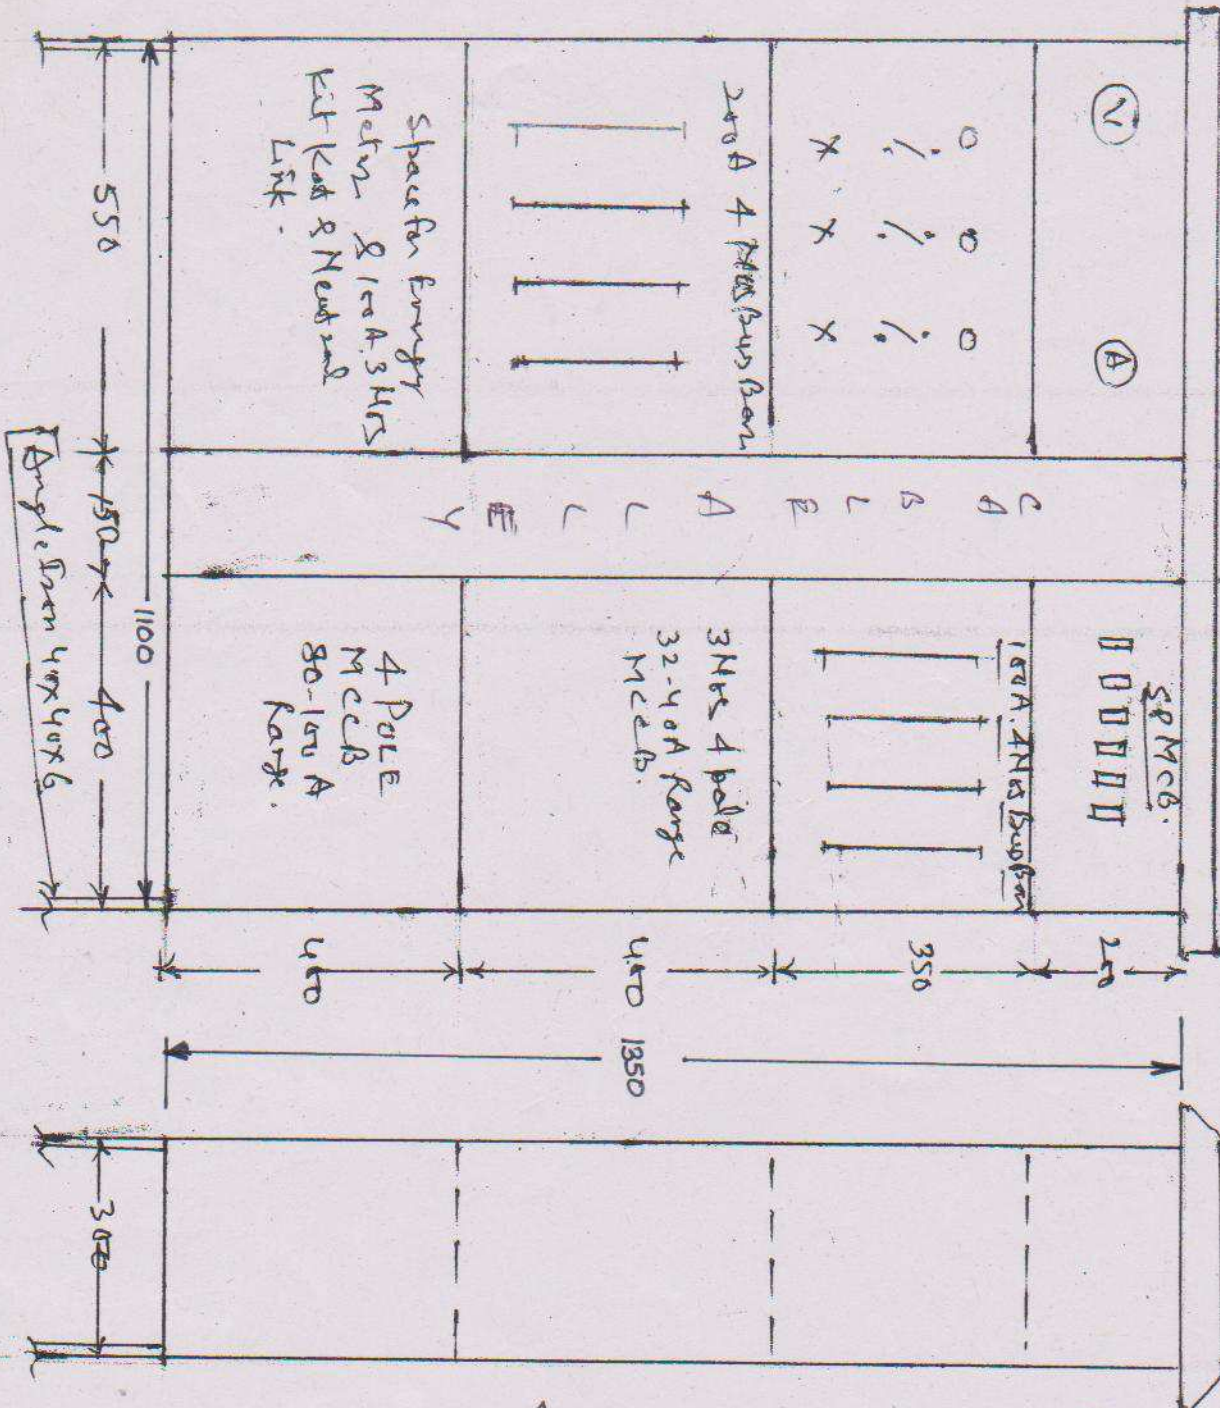 V
A
SP MCB.
200A 4 Nos Bus Bar
100A. 4 Nos Bus Bar
CABLE ALLEY
3 Nos 4 pole
32-40A Range
MCCB.
Space for Energy
Meter & 100A. 3 Nos
Kit Kat & Neutral
Link.
4 POLE
MCCB
80-100A
Range.
200
350
400
400
1350
1100
550
150
400
300
Angle Iron 40x40x6